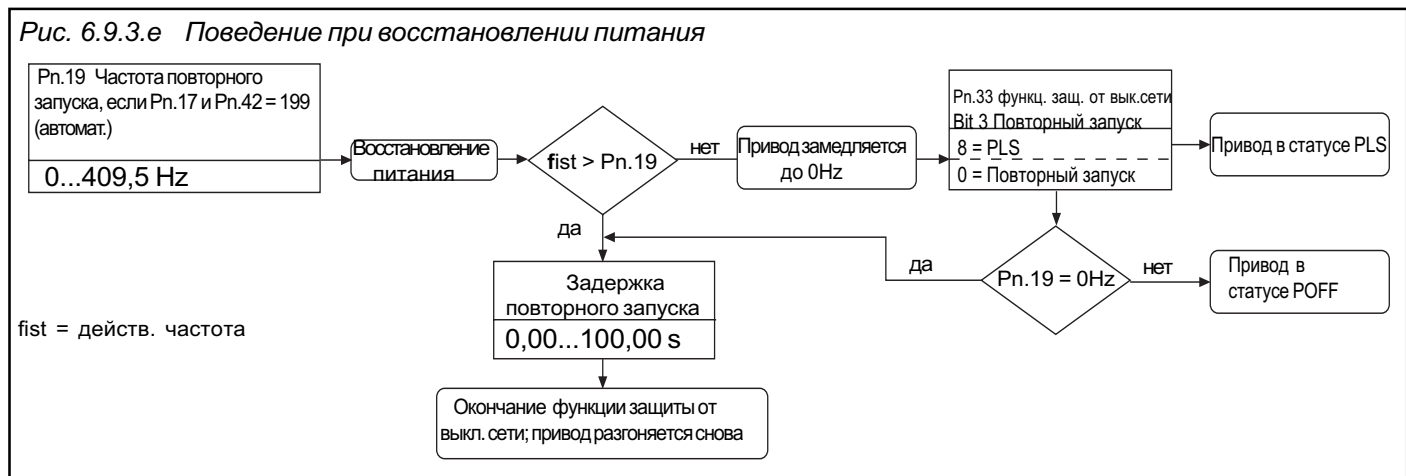 Рис. 6.9.3.e Поведение при восстановлении питания
Pn.19 Частота повторного
запуска, если Pn.17 и Pn.42 = 199
(автомат.)
0...409,5 Hz
Восстановление
питания
fist > Pn.19
нет
Привод замедляется
до 0Hz
Pn.33 функц. защ. от вык.сети
Bit 3 Повторный запуск
8 = PLS
0 = Повторный запуск
Привод в статусе PLS
да
Задержка
повторного запуска
0,00...100,00 s
да
Pn.19 = 0Hz
нет
Привод в
статусе POFF
fist = действ. частота
Окончание функции защиты от
выкл. сети; привод разгоняется снова